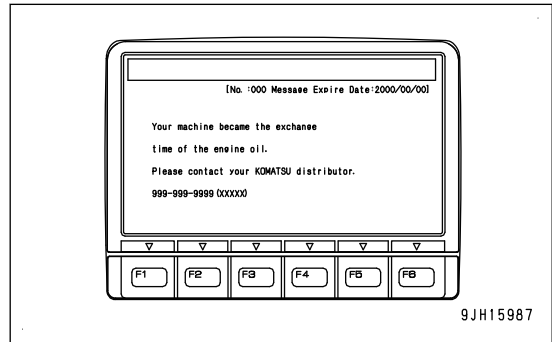 [No. :000 Message Expire Date:2000/00/00]
Your machine became the exchange
time of the engine oil.
Please contact your KOMATSU distributor.
999-999-9999 (XXXXX)
F1 F2 F3 F4 F5 F6
9JH15987